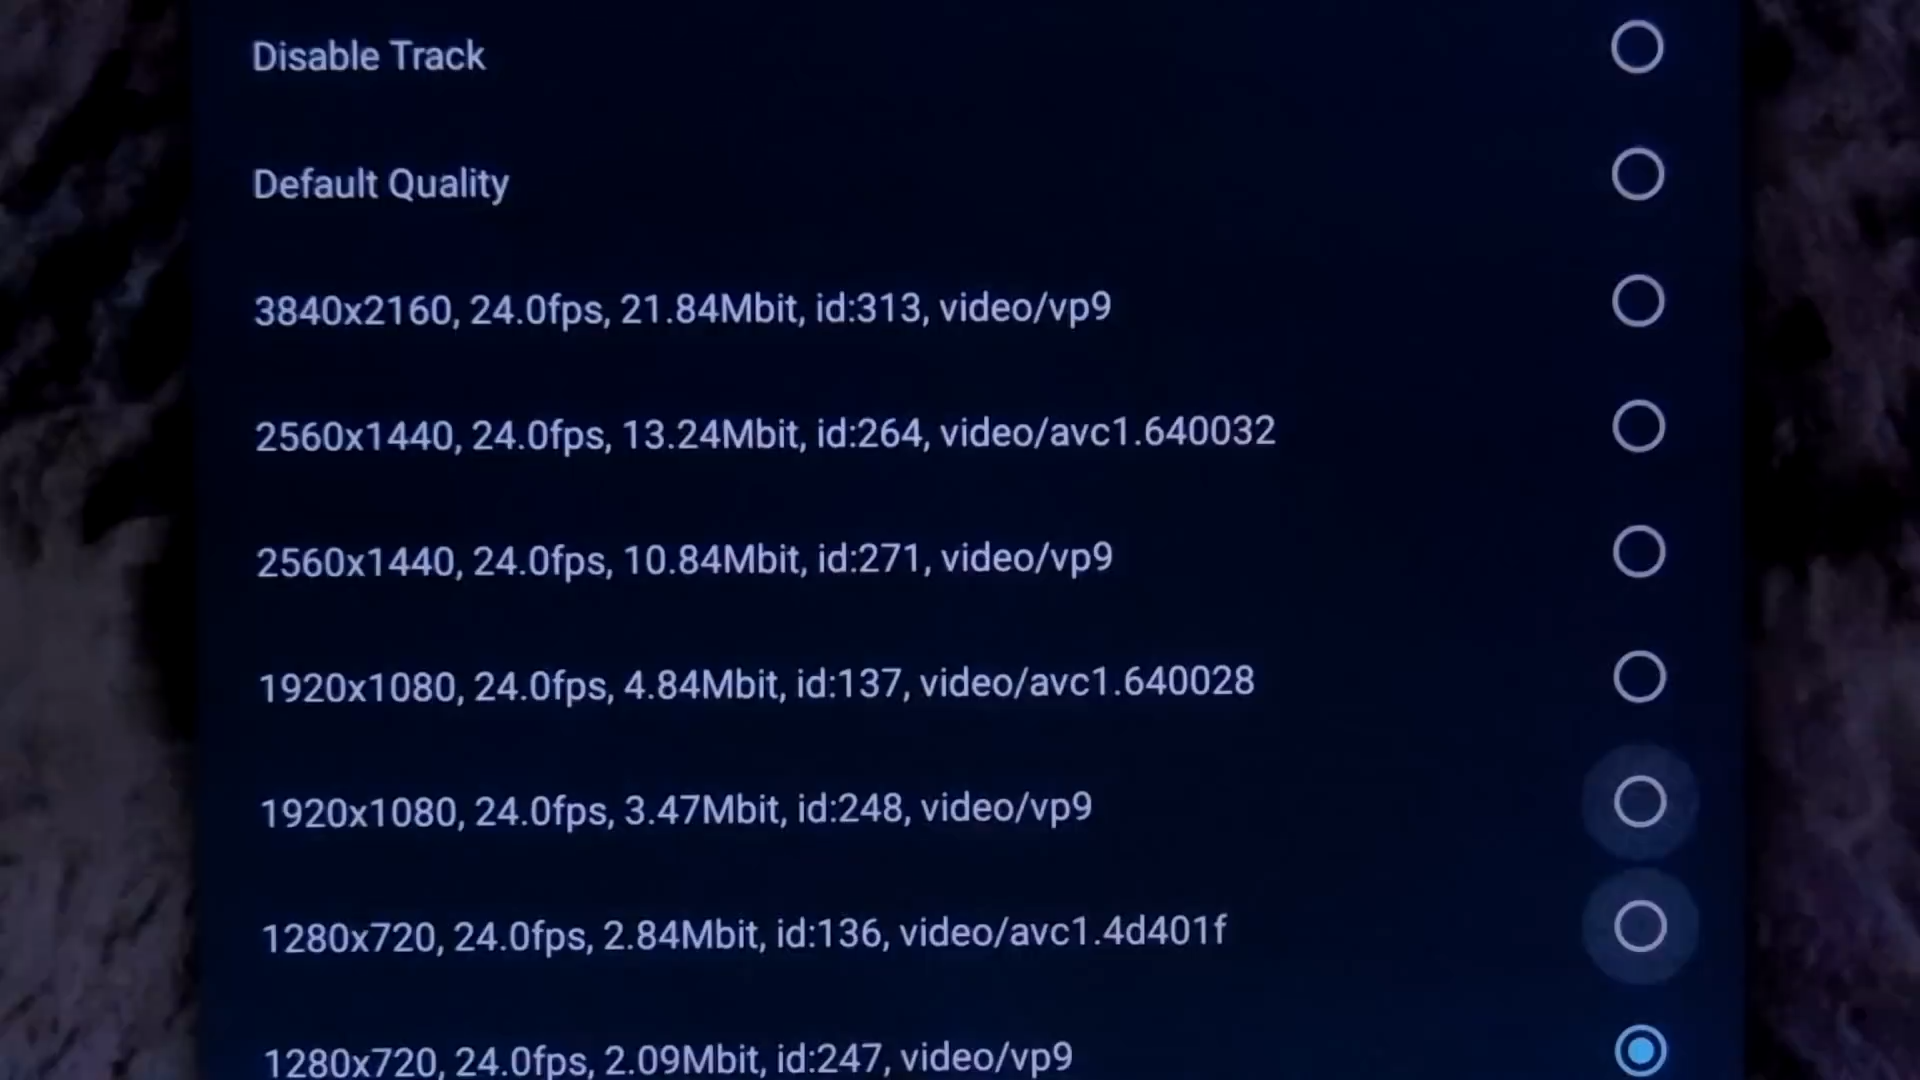 Disable Track
Default Quality
3840x2160, 24.0fps, 21.84Mbit, id:313, video/vp9
2560x1440, 24.0fps, 13.24Mbit, id:264, video/avc1.640032
2560x1440, 24.0fps, 10.84Mbit, id:271, video/vp9
1920x1080, 24.0fps, 4.84Mbit, id:137, video/avc1.640028
1920x1080, 24.0fps, 3.47Mbit, id:248, video/vp9
1280x720, 24.0fps, 2.84Mbit, id:136, video/avc1.4d401f
1280x720, 24.0fps, 2.09Mbit, id:247, video/vp9